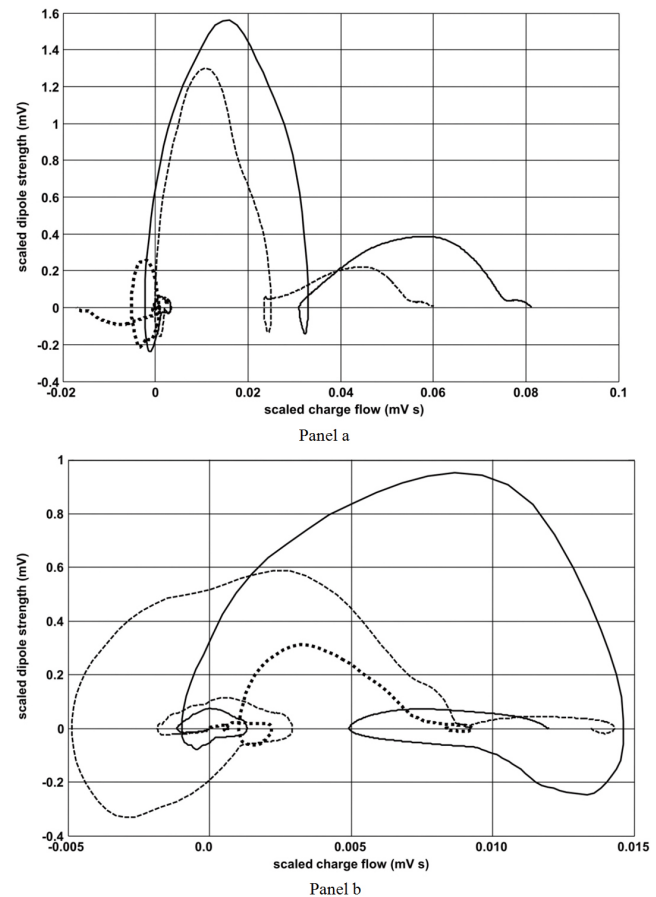 1.6
1.4
1.2
1
0.8
0.6
0.4
0.2
0
-0.2
-0.4
scaled dipole strength (mV)
-0.02 0 0.02 0.04 0.06 0.08 0.1
scaled charge flow (mV s)
Panel a
1
0.8
0.6
0.4
0.2
0
-0.2
-0.4
scaled dipole strength (mV)
-0.005 0.0 0.005 0.010 0.015
scaled charge flow (mV s)
Panel b